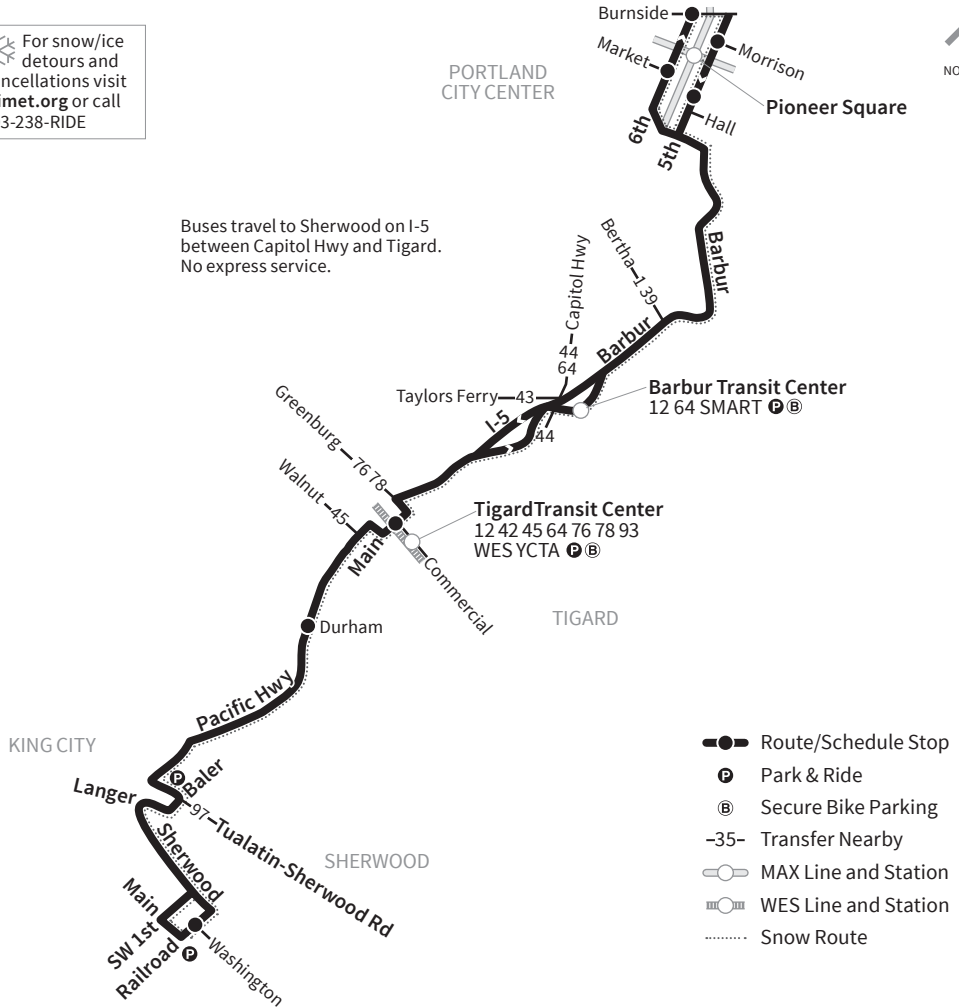 For snow/ice
detours and
visit
or call
3-238-RIDE
Buses travel to Sherwood on I-5
between Capitol Hwy and Tigard.
No express service.
PORTLAND
CITY CENTER
Burnside
Market
Morrison
Pioneer Square
Hall
6th
5th
Barbur
Bertha 1 39
Capitol Hwy
44
64
Barbur
Taylors Ferry 43
I-5
44
Barbur Transit Center
12 64 SMART P B
Greenburg 76 78
Walnut 45
Main
TigardTransit Center
12 42 45 64 76 78 93
WES YCTA P B
Commercial
TIGARD
Durham
Pacific Hwy
KING CITY
P
Baler
Langer
97 Tualatin-Sherwood Rd
Sherwood
SHERWOOD
Main
SW 1st
Railroad
P
Washington
Route/Schedule Stop
P Park & Ride
B Secure Bike Parking
-35- Transfer Nearby
MAX Line and Station
WES Line and Station
Snow Route